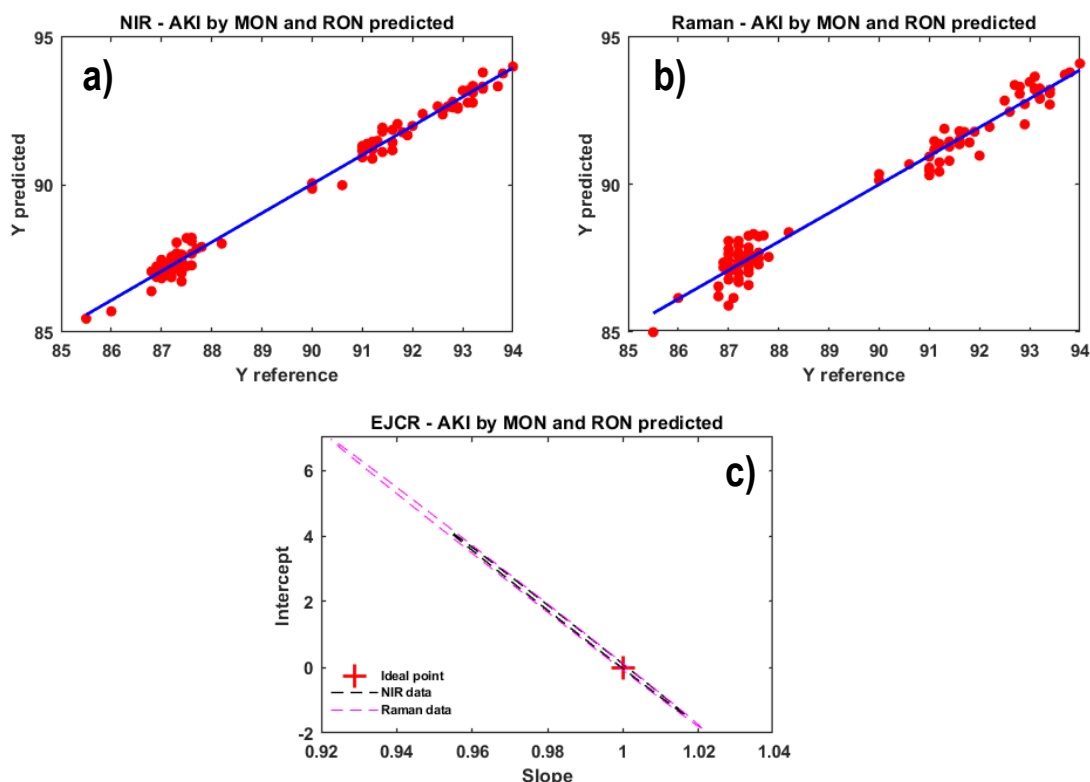 NIR - AKI by MON and RON predicted
a)
95
90
85
Y predicted
85 86 87 88 89 90 91 92 93 94
Y reference
Raman - AKI by MON and RON predicted
b)
95
90
85
Y predicted
85 86 87 88 89 90 91 92 93 94
Y reference
EJCR - AKI by MON and RON predicted
c)
6
4
2
0
-2
Intercept
Ideal point
NIR data
Raman data
0.92 0.94 0.96 0.98 1 1.02 1.04
Slope